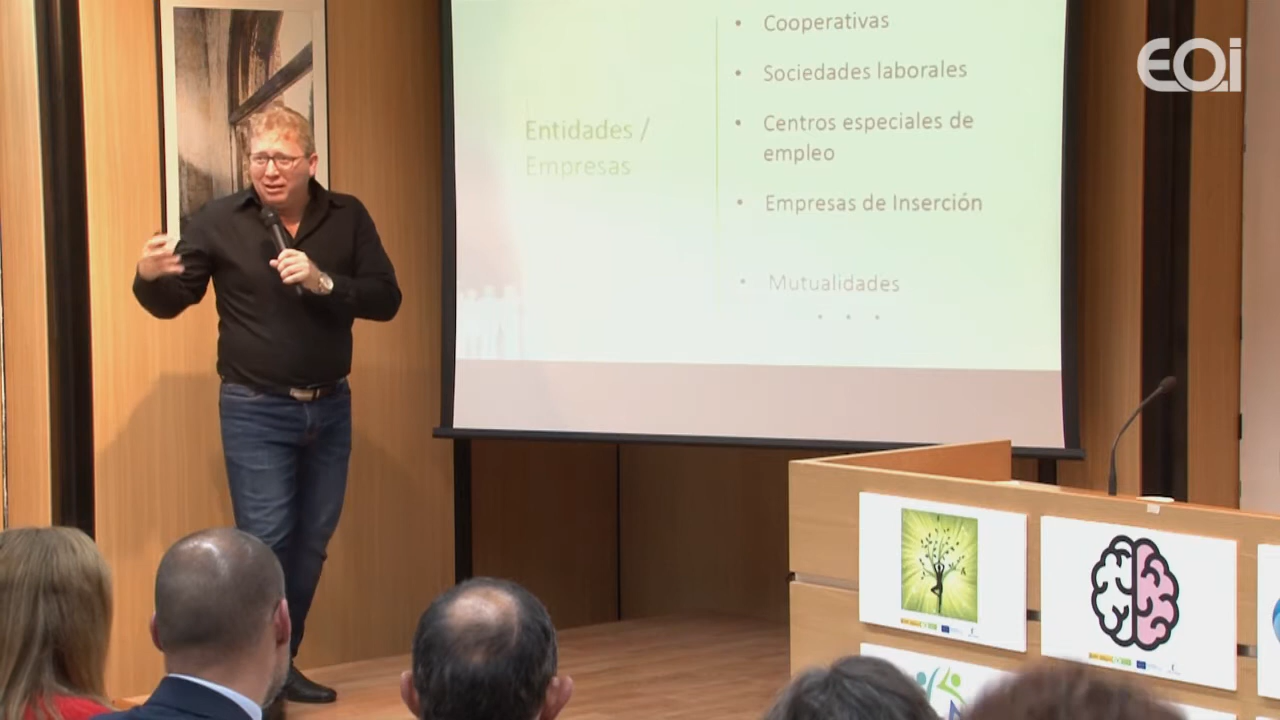 Cooperativas
Sociedades laborales
Centros especiales de
empleo
Entidades /
Empresas
Empresas de Inserción
Mutualidades
. . .
EOi